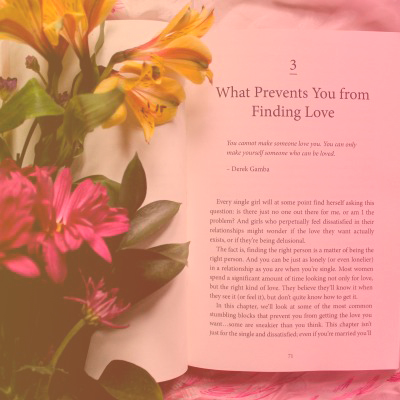 3
What Prevents You from
Finding Love
You cannot make someone love you. You can only
make yourself someone who can be loved.
– Derek Gamba
Every single girl will at some point find herself asking this
question: is there just no one out there for me, or am I the
problem? And girls who perpetually feel dissatisfied in their
relationships might wonder if the love they want actually
exists, or if they're being delusional.
The fact is, finding the right person is a matter of being the
right person. And you can be just as lonely (or even lonelier)
in a relationship as you are when you're single. Most women
spend a significant amount of time looking not only for love,
but the right kind of love. They believe they'll know it when
they see it (or feel it), but don't quite know how to get it.
In this chapter, we'll look at some of the most common
stumbling blocks that prevent you from getting the love you
want…some are sneakier than you think. This chapter isn't
just for the single and dissatisfied; even if you're married you'll